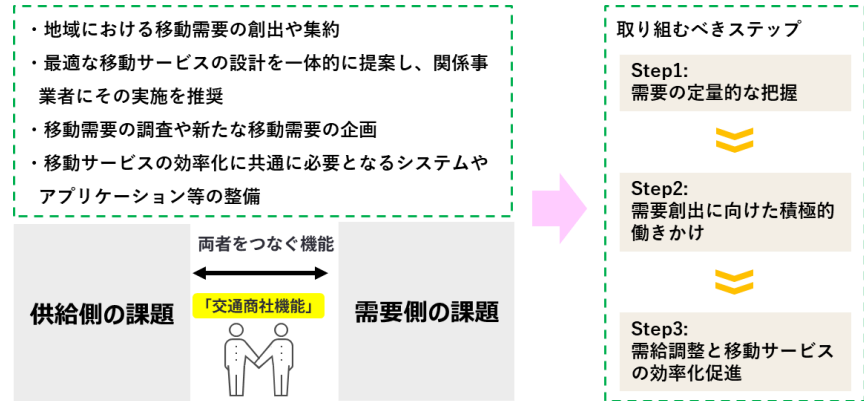 ・地域における移動需要の創出や集約
・最適な移動サービスの設計を一体的に提案し、関係事
業者にその実施を推奨
・移動需要の調査や新たな移動需要の企画
・移動サービスの効率化に共通に必要となるシステムや
アプリケーション等の整備
供給側の課題
両者をつなぐ機能
「交通商社機能」
需要側の課題
取り組むべきステップ
Step1:
需要の定量的な把握
Step2:
需要創出に向けた積極的
働きかけ
Step3:
需給調整と移動サービス
の効率化促進